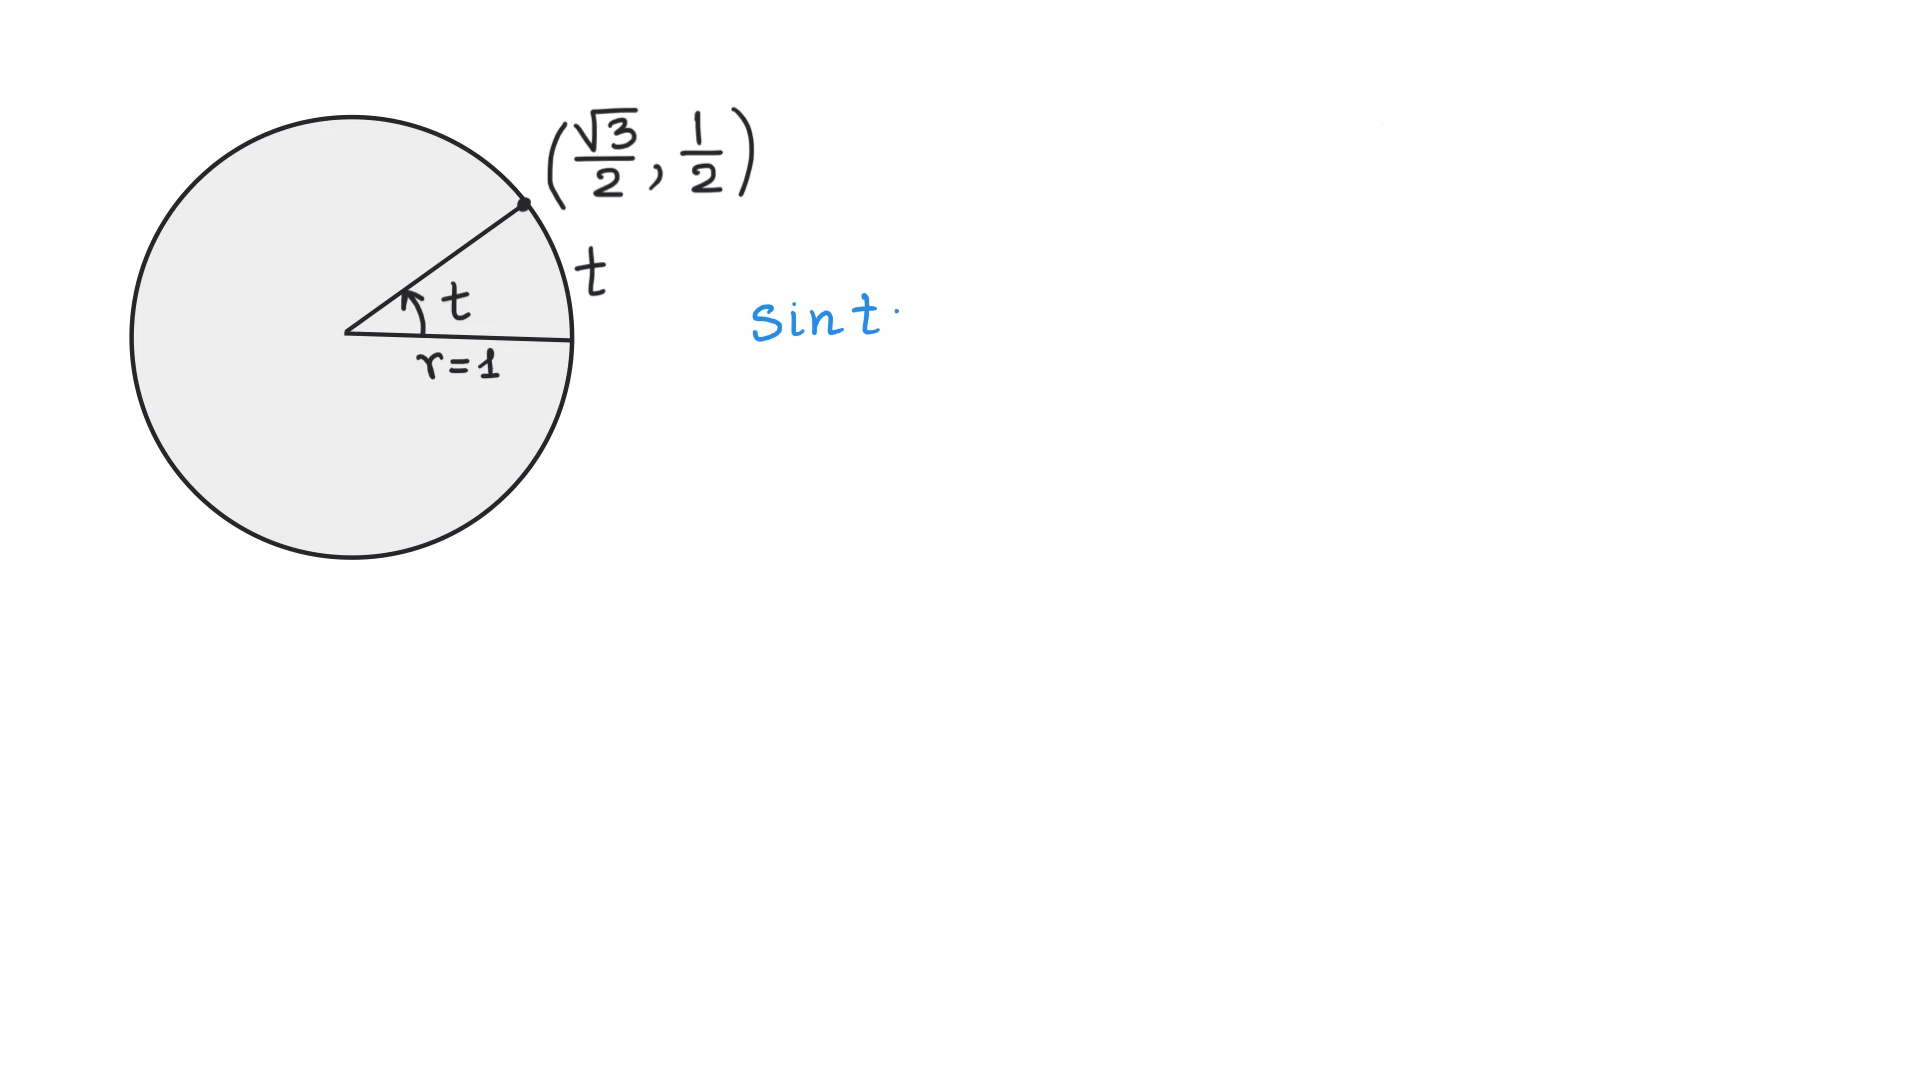 (√3/2, 1/2)
t
t
r=1
sin t